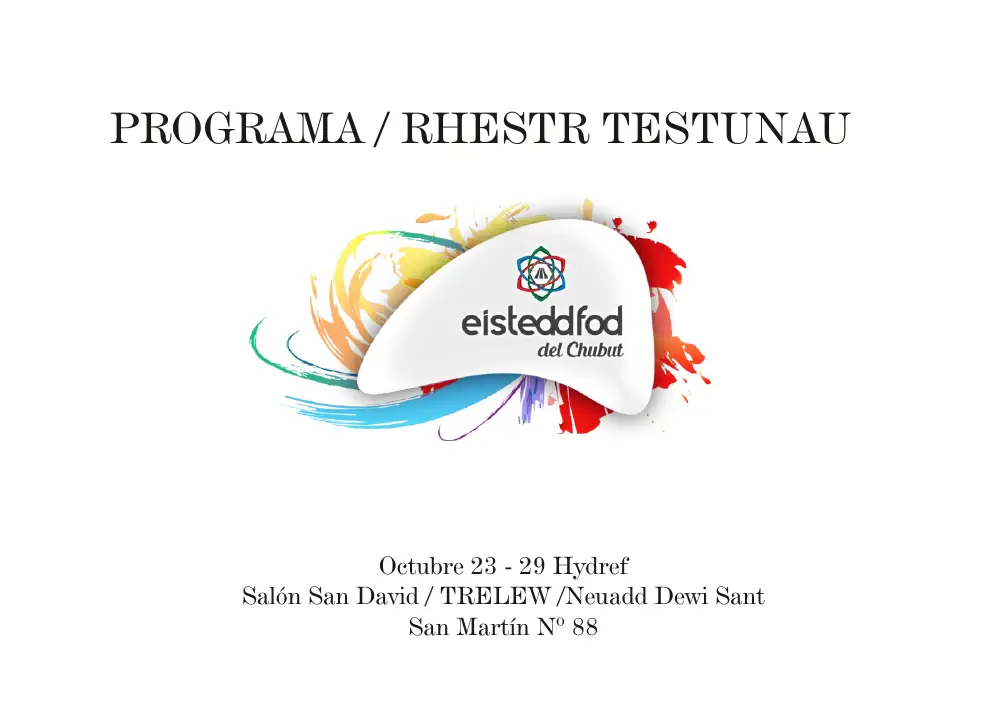 PROGRAMA / RHESTR TESTUNAU
eisteddfod
del Chubut
Octubre 23 - 29 Hydref
Salón San David / TRELEW /Neuadd Dewi Sant
San Martín Nº 88